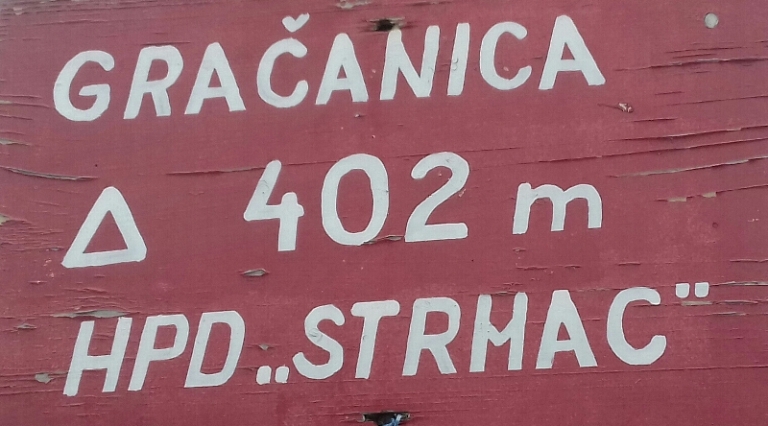 GRAČANICA
Δ 402 m
HPD „STRMAC"